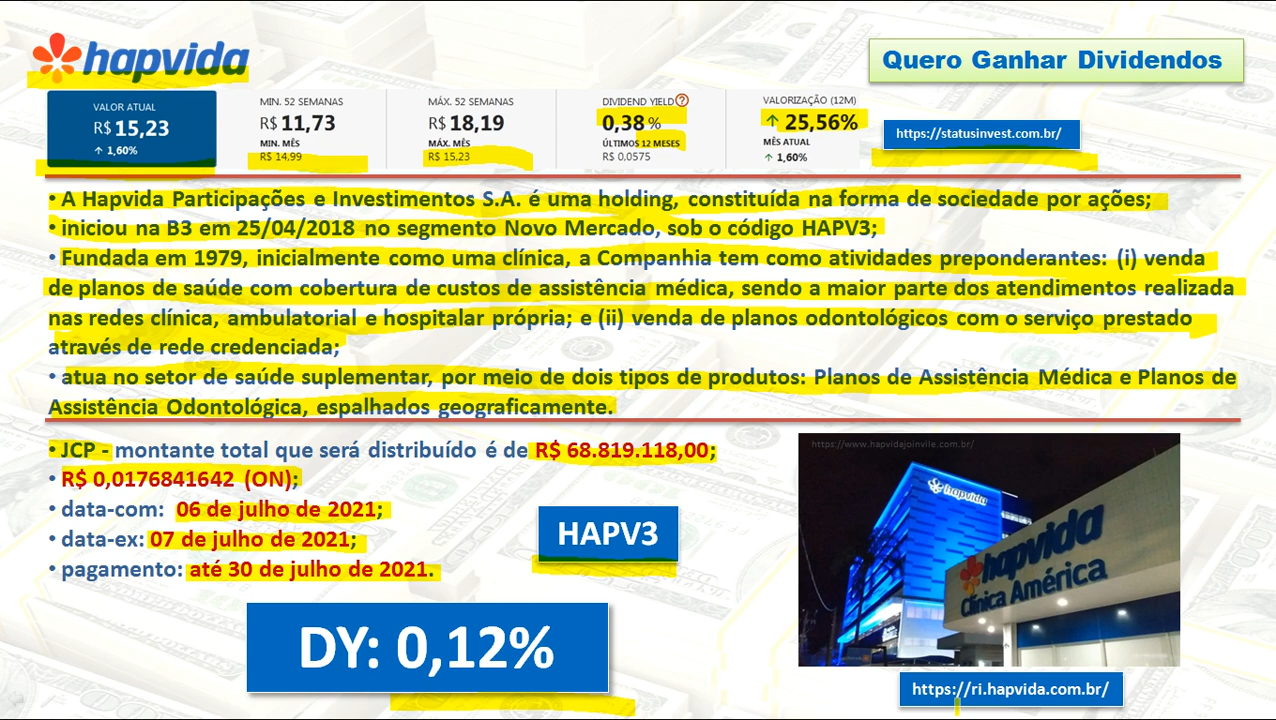 hapvida
Quero Ganhar Dividendos
VALOR ATUAL
R$ 15,23
↑ 1,60%
MIN. 52 SEMANAS
R$ 11,73
MIN. MÊS
R$ 14,99
MÁX. 52 SEMANAS
R$ 18,19
MÁX. MÊS
R$ 15,23
DIVIDEND YIELD ?
0,38 %
ÚLTIMOS 12 MESES
R$ 0,0575
VALORIZAÇÃO (12M)
↑ 25,56%
MÊS ATUAL
↑ 1,60%
https://statusinvest.com.br/
• A Hapvida Participações e Investimentos S.A. é uma holding, constituída na forma de sociedade por ações;
• iniciou na B3 em 25/04/2018 no segmento Novo Mercado, sob o código HAPV3;
• Fundada em 1979, inicialmente como uma clínica, a Companhia tem como atividades preponderantes: (i) venda
de planos de saúde com cobertura de custos de assistência médica, sendo a maior parte dos atendimentos realizada
nas redes clínica, ambulatorial e hospitalar própria; e (ii) venda de planos odontológicos com o serviço prestado
através de rede credenciada;
• atua no setor de saúde suplementar, por meio de dois tipos de produtos: Planos de Assistência Médica e Planos de
Assistência Odontológica, espalhados geograficamente.
• JCP - montante total que será distribuído é de R$ 68.819.118,00;
• R$ 0,0176841642 (ON);
• data-com: 06 de julho de 2021;
• data-ex: 07 de julho de 2021;
• pagamento: até 30 de julho de 2021.
HAPV3
DY: 0,12%
https://www.hapvidajoinvile.com.br/
hapvida
hapvida
Clínica América
https://ri.hapvida.com.br/